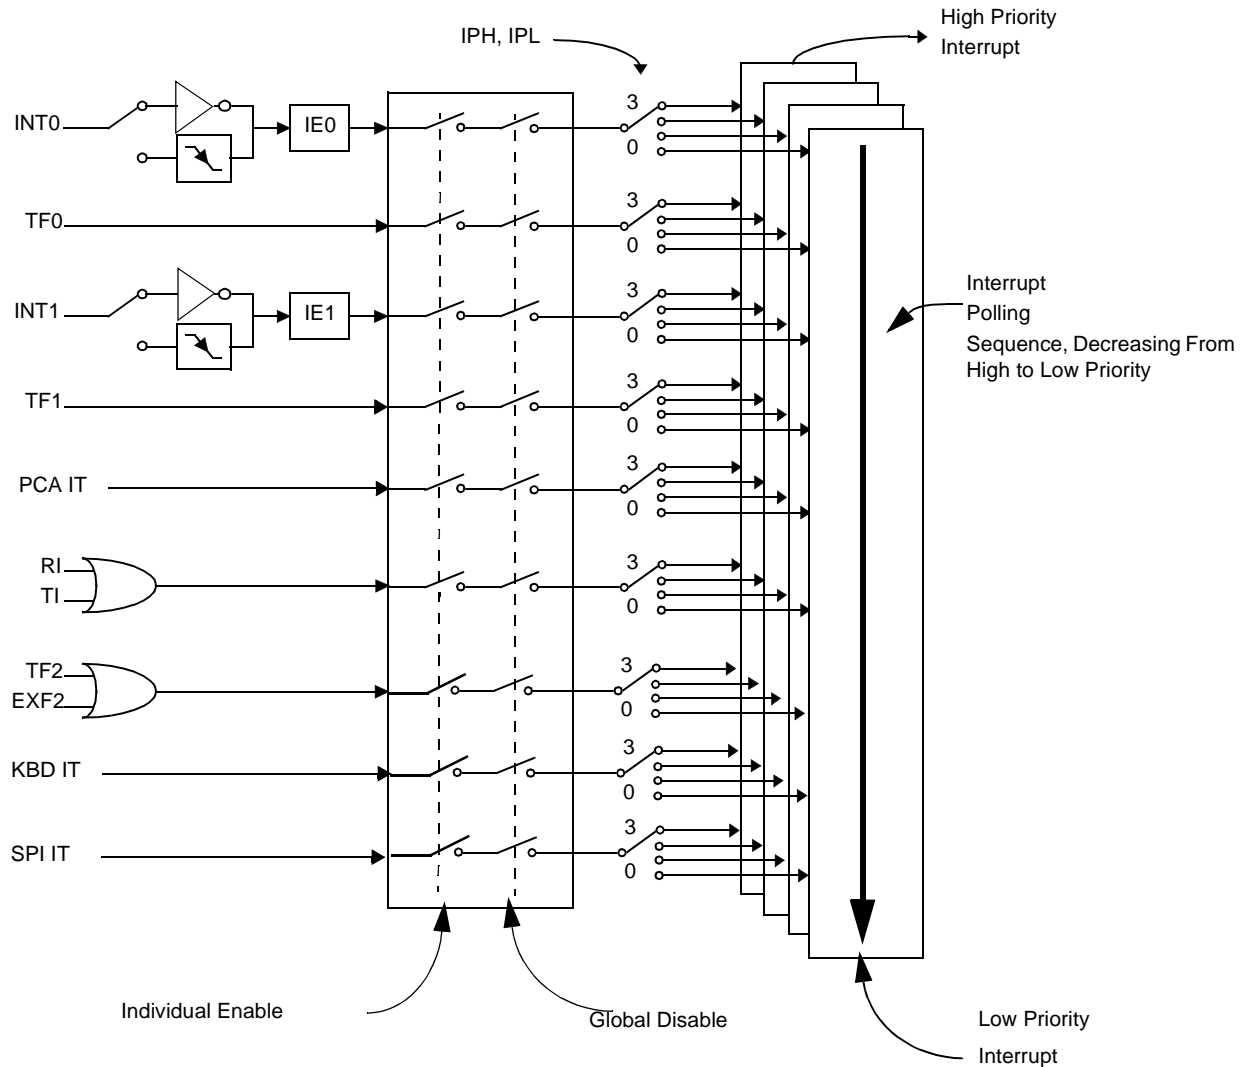 High Priority
Interrupt
IPH, IPL
INT0
IE0
3
0
TF0
3
0
INT1
IE1
3
0
Interrupt
Polling
Sequence, Decreasing From
High to Low Priority
TF1
3
0
PCA IT
3
0
RI
TI
3
0
TF2
EXF2
3
0
KBD IT
3
0
SPI IT
3
0
Individual Enable
Global Disable
Low Priority
Interrupt